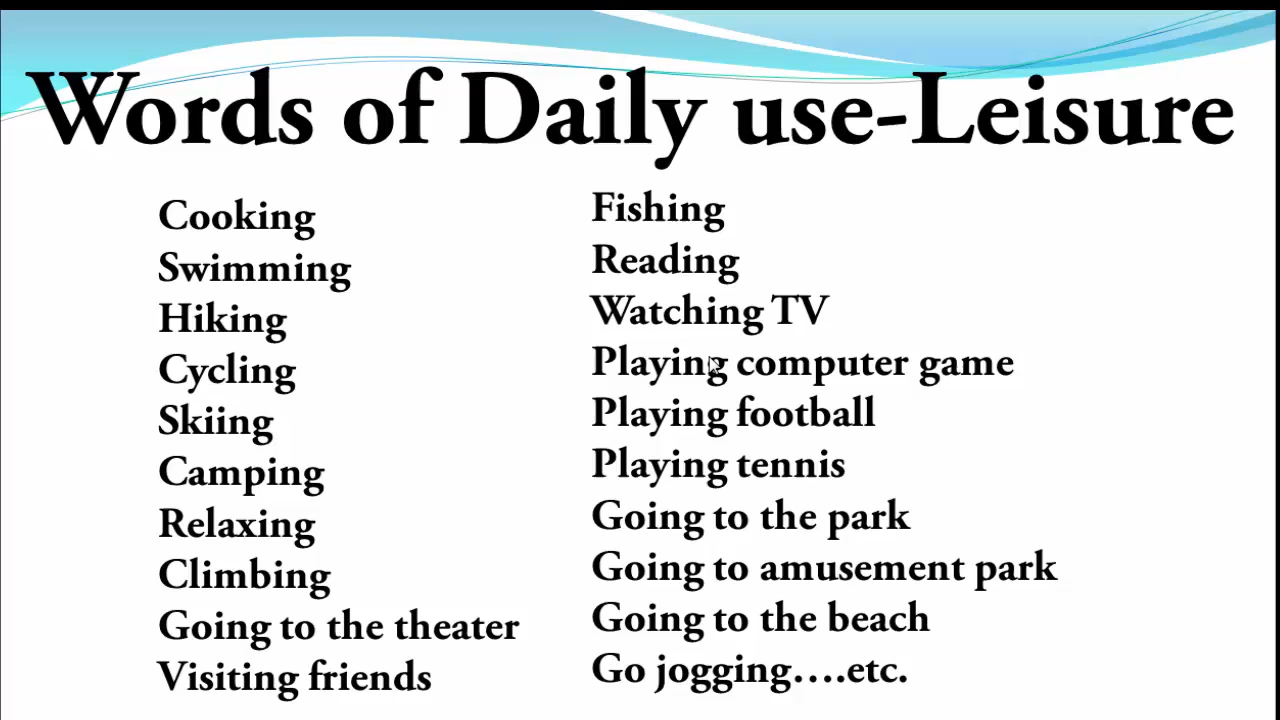 Words of Daily use-Leisure
Cooking
Swimming
Hiking
Cycling
Skiing
Camping
Relaxing
Climbing
Going to the theater
Visiting friends
Fishing
Reading
Watching TV
Playing computer game
Playing football
Playing tennis
Going to the park
Going to amusement park
Going to the beach
Go jogging....etc.